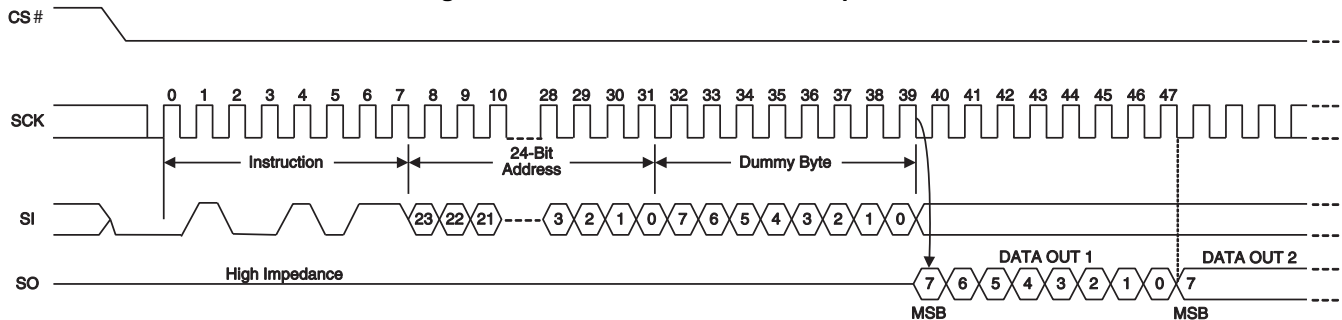 CS#
0 1 2 3 4 5 6 7 8 9 10 28 29 30 31 32 33 34 35 36 37 38 39 40 41 42 43 44 45 46 47
SCK
Instruction
24-Bit
Address
Dummy Byte
SI
23 22 21 3 2 1 0 7 6 5 4 3 2 1 0
DATA OUT 1
DATA OUT 2
High Impedance
SO
7 6 5 4 3 2 1 0 7
MSB
MSB